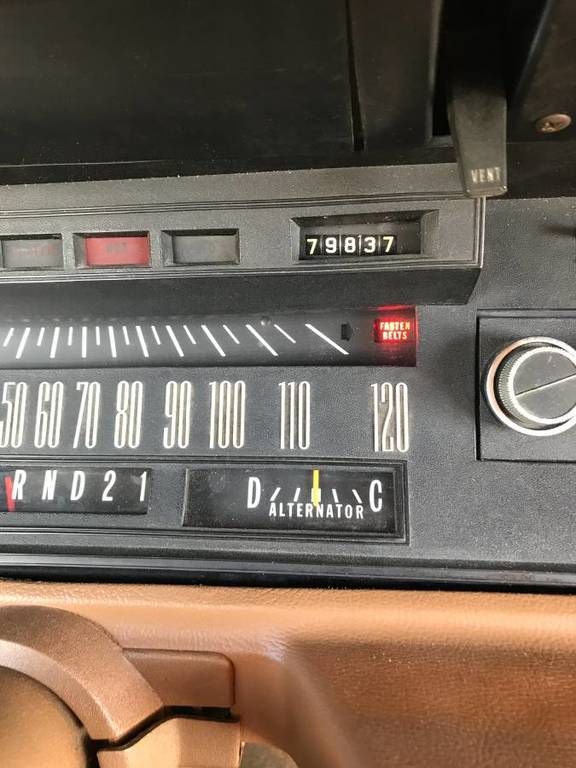 VENT
79837
FASTEN
BELTS
50 60 70 80 90 100 110 120
R N D 2 1
D C
ALTERNATOR